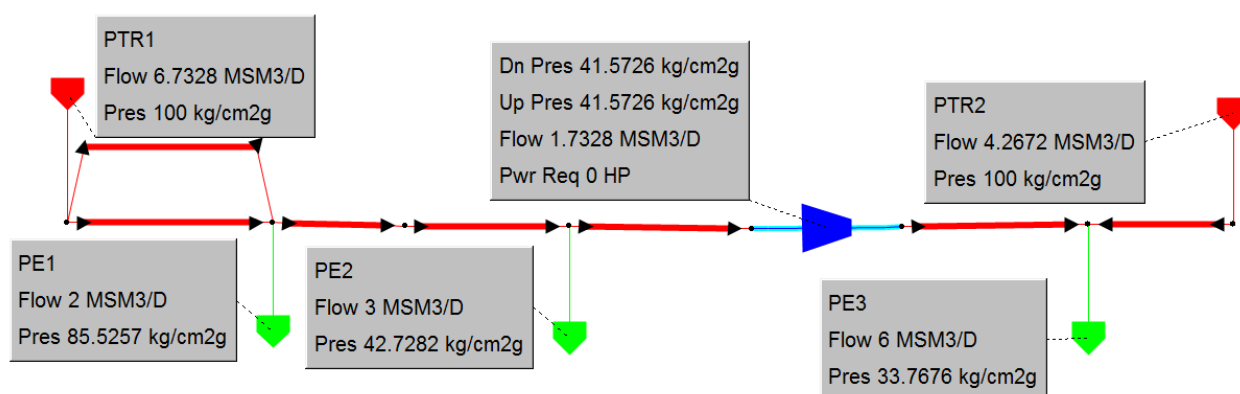 PTR1
Flow 6.7328 MSM3/D
Pres 100 kg/cm2g
Dn Pres 41.5726 kg/cm2g
Up Pres 41.5726 kg/cm2g
Flow 1.7328 MSM3/D
Pwr Req 0 HP
PTR2
Flow 4.2672 MSM3/D
Pres 100 kg/cm2g
PE1
Flow 2 MSM3/D
Pres 85.5257 kg/cm2g
PE2
Flow 3 MSM3/D
Pres 42.7282 kg/cm2g
PE3
Flow 6 MSM3/D
Pres 33.7676 kg/cm2g